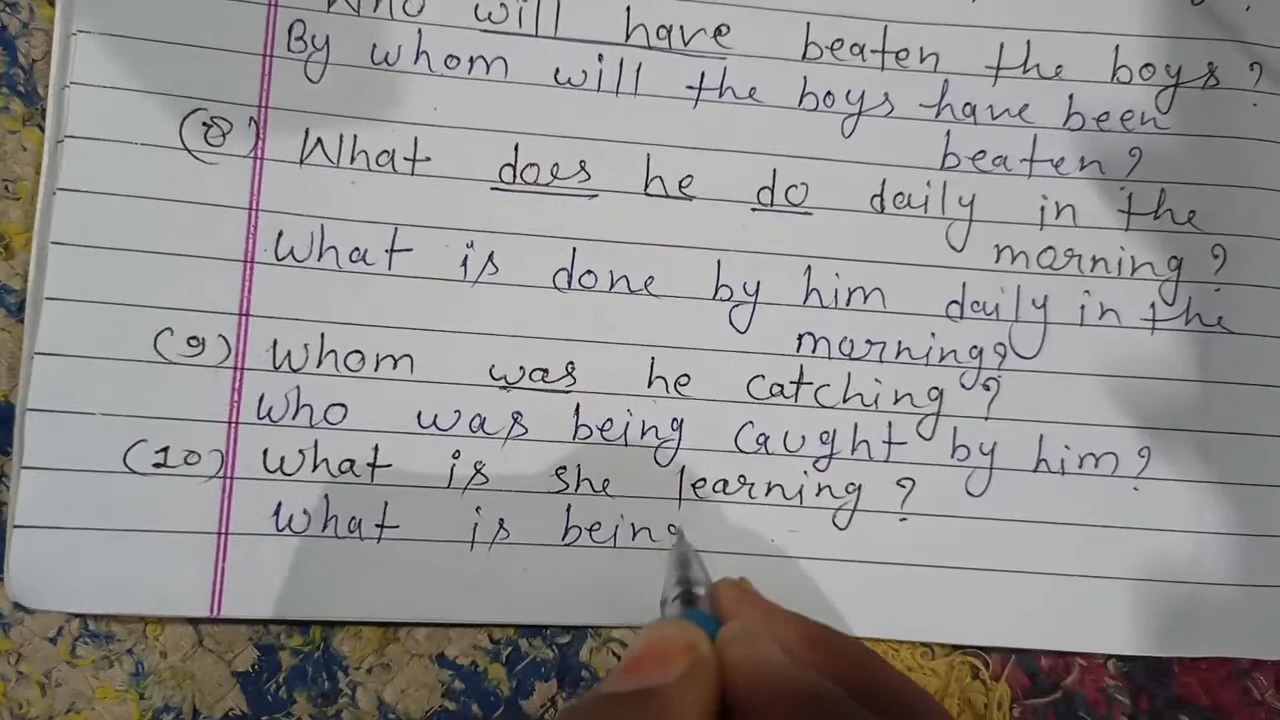 Who will have beaten the boys?
By whom will the boys have been
beaten?
(8) What does he do daily in the
morning?
What is done by him daily in the
morning?
(9) Whom was he catching?
Who was being caught by him?
(10) What is she learning?
What is being